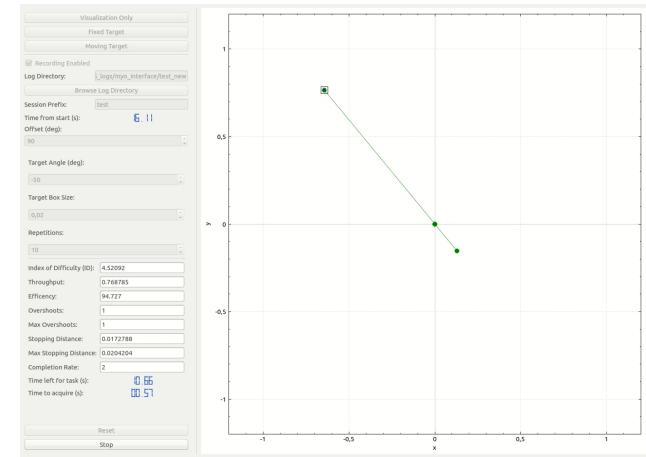 Visualization Only
Fixed Target
Moving Target
Recording Enabled
Log Directory: i_logs/myo_interface/test_new
Browse Log Directory
Session Prefix: test
Time from start (s): 16.11
Offset (deg):
90
Target Angle (deg):
-50
Target Box Size:
0,02
Repetitions:
10
Index of Difficulty (ID): 4.52092
Throughput: 0.768785
Efficency: 94.727
Overshoots: 1
Max Overshoots: 1
Stopping Distance: 0.0172788
Max Stopping Distance: 0.0204204
Completion Rate: 2
Time left for task (s): 10.66
Time to acquire (s): 00.57
Reset
Stop
1
0,5
y 0
-0,5
-1
-1 -0,5 0 0,5 1
x